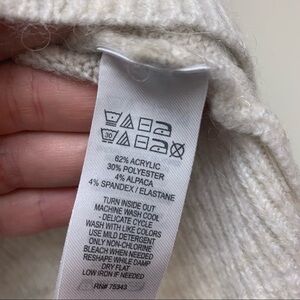 30
62% ACRYLIC
30% POLYESTER
4% ALPACA
4% SPANDEX / ELASTANE
TURN INSIDE OUT
MACHINE WASH COOL
- DELICATE CYCLE
WASH WITH LIKE COLORS
USE MILD DETERGENT
ONLY NON-CHLORINE
BLEACH WHEN NEEDED
RESHAPE WHILE DAMP
DRY FLAT
LOW IRON IF NEEDED
RN# 75343